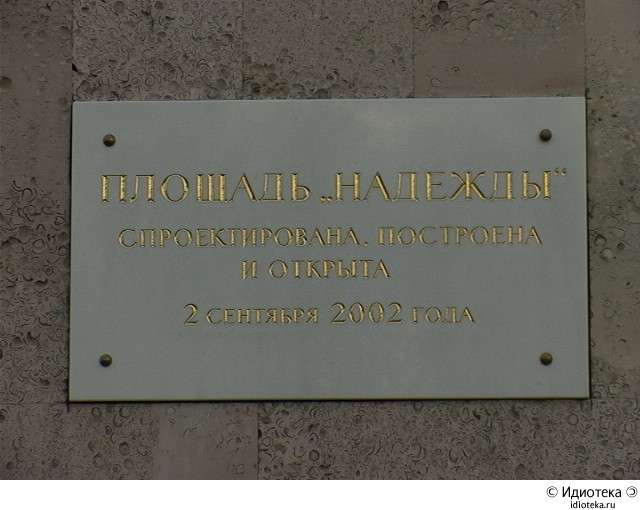 ПЛОЩАДЬ „НАДЕЖДЫ“
СПРОЕКТИРОВАНА, ПОСТРОЕНА
И ОТКРЫТА
2 СЕНТЯБРЯ 2002 ГОДА
© Идиотека
idioteka.ru